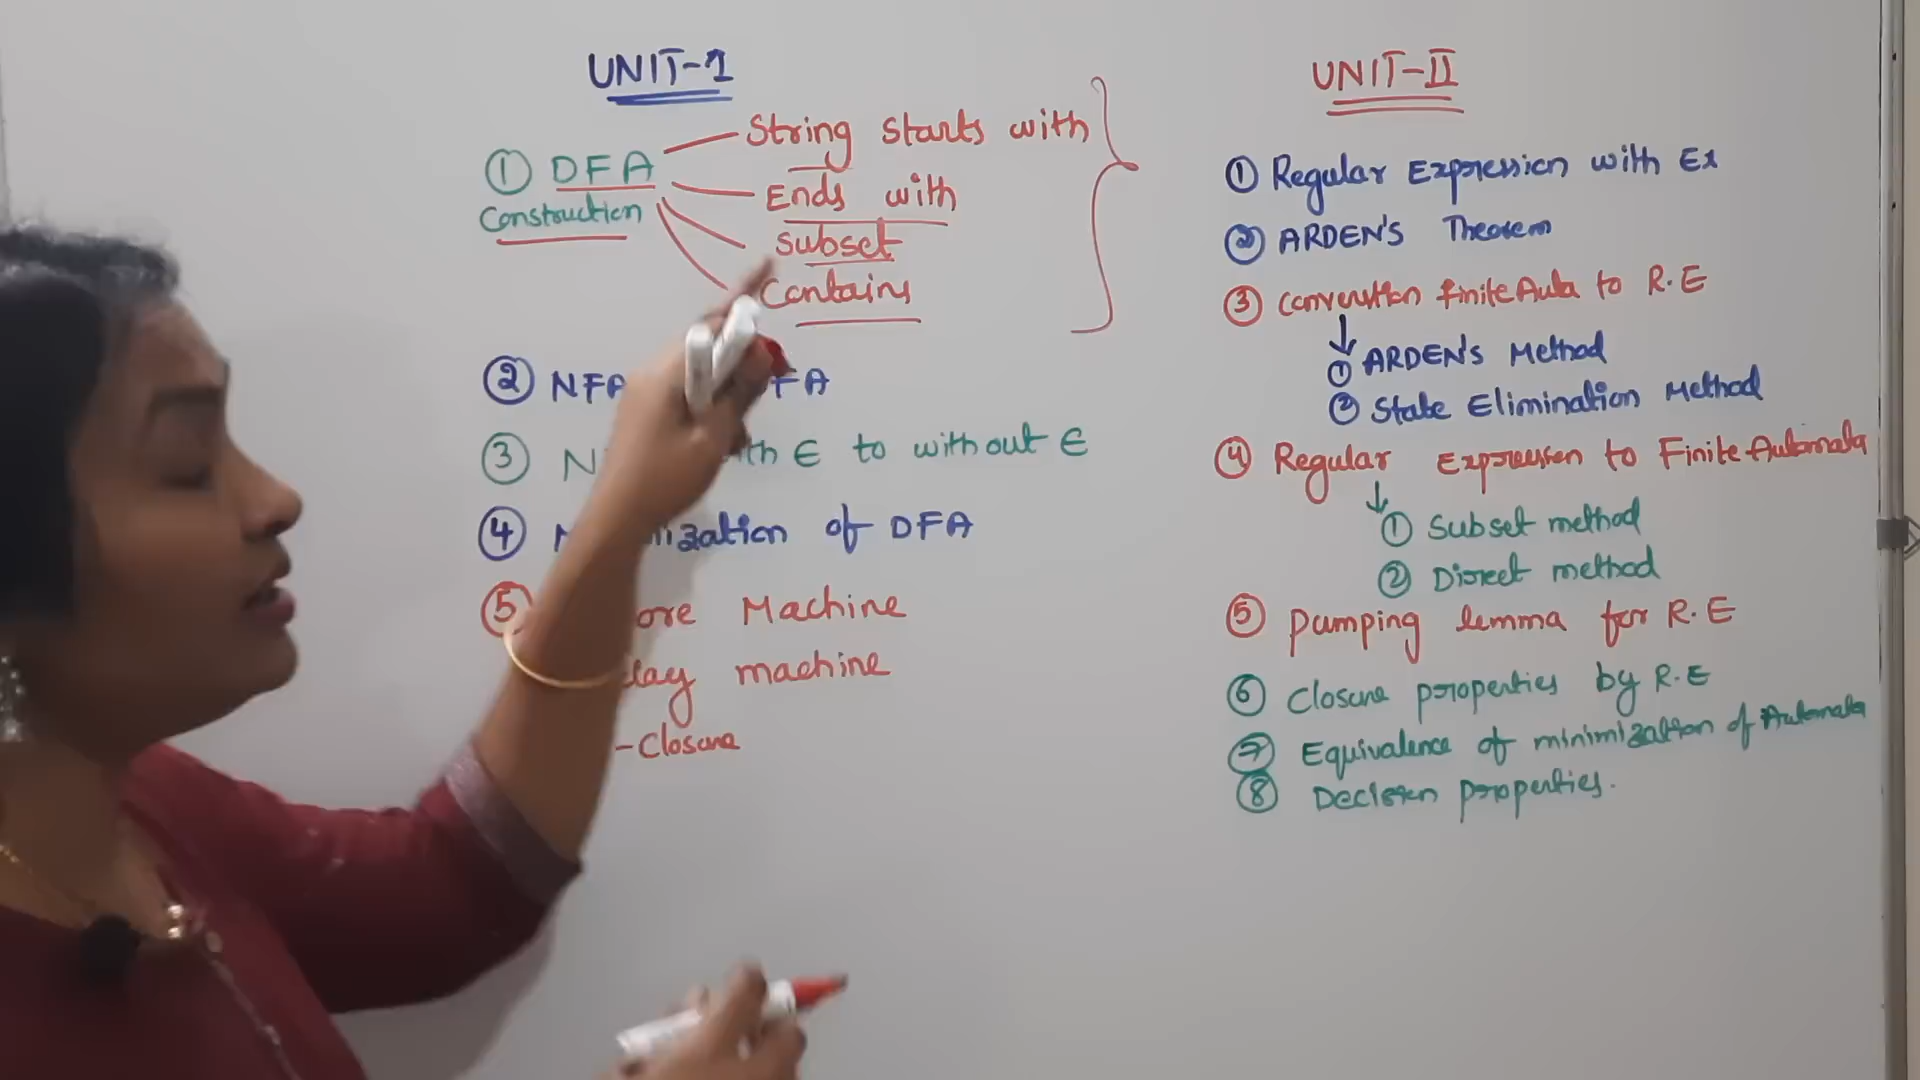 UNIT-1
① DFA
Construction
String starts with
Ends with
subset
Contains
② NFA FA
③ N th ∈ to without ∈
④ ization of DFA
⑤ ore Machine
lay machine
-Closure
UNIT-II
① Regular Expression with Ex
② ARDEN'S Theorem
③ Convertion finite Auta to R.E
① ARDEN'S Method
② State Elimination Method
④ Regular Expression to Finite Automata
① Subset method
② Direct method
⑤ Pumping lemma for R.E
⑥ Closure properties by R.E
⑦ Equivalence of minimization of Automata
⑧ Decision properties.